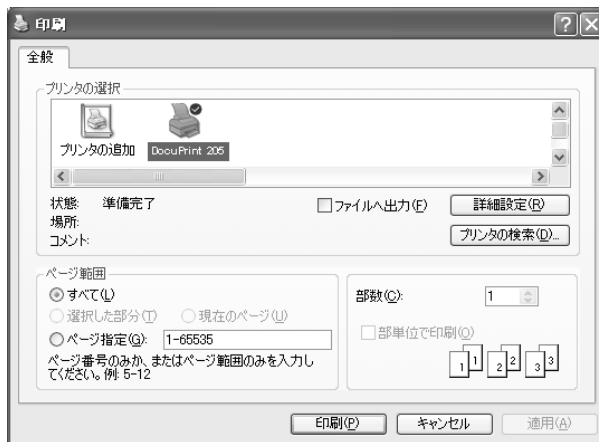 印刷
全般
プリンタの選択
プリンタの追加
DocuPrint 205
状態: 準備完了
場所:
コメント:
ファイルへ出力(F)
詳細設定(R)
プリンタの検索(D)...
ページ範囲
すべて(L)
選択した部分(T)
現在のページ(U)
ページ指定(G): 1-65535
ページ番号のみか、またはページ範囲のみを入力し
てください。例: 5-12
部数(C): 1
部単位で印刷(O)
1 1 2 2 3 3
印刷(P)
キャンセル
適用(A)